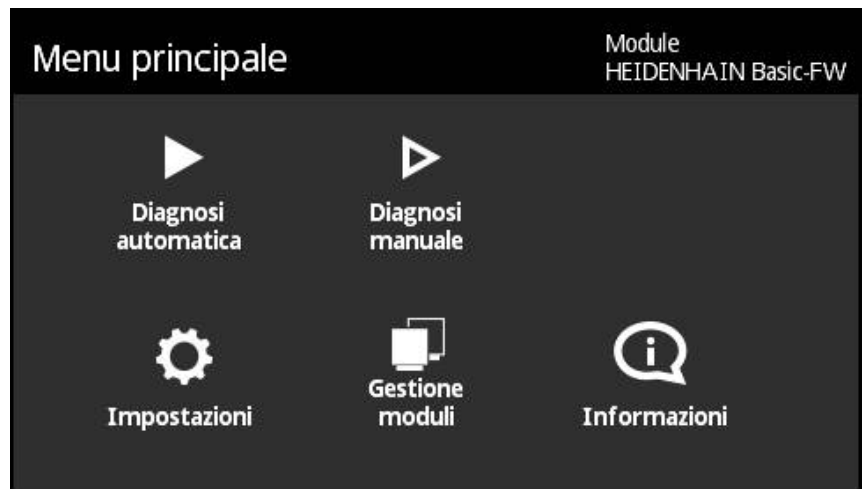 Menu principale
Module
HEIDENHAIN Basic-FW
Diagnosi
automatica
Diagnosi
manuale
Impostazioni
Gestione
moduli
Informazioni